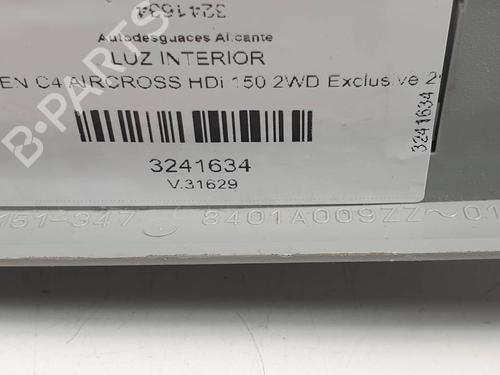 3241634
Autodesguaces Alicante
LUZ INTERIOR
EN C4 AIRCROSS HDi 150 2WD Exclusive
3241634
V.31629
3241634
151-347 8401A009ZZ~01
B-PARTS